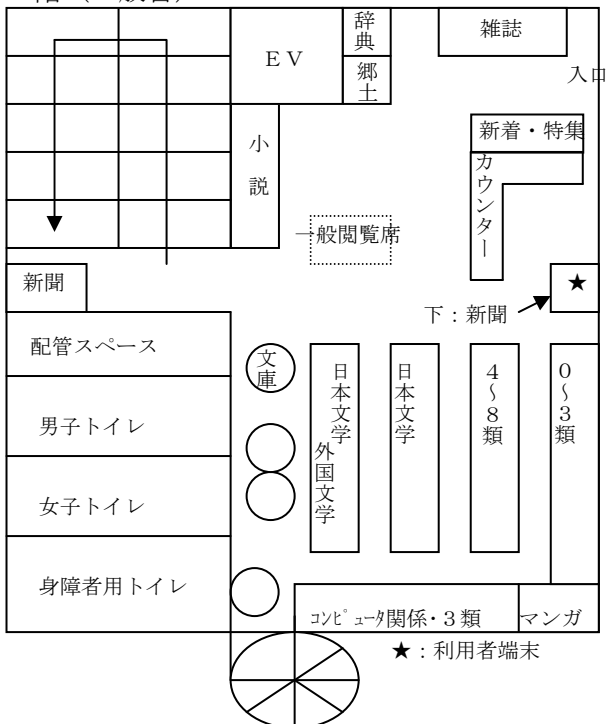 辞典
雑誌
ＥＶ
郷土
入口
小説
新着・特集
カウンター
一般閲覧席
新聞
★
下：新聞
配管スペース
文庫
日本文学
外国文学
日本文学
４～８類
０～３類
男子トイレ
女子トイレ
身障者用トイレ
ｺﾝﾋﾟｭｰﾀ関係・３類
マンガ
★：利用者端末